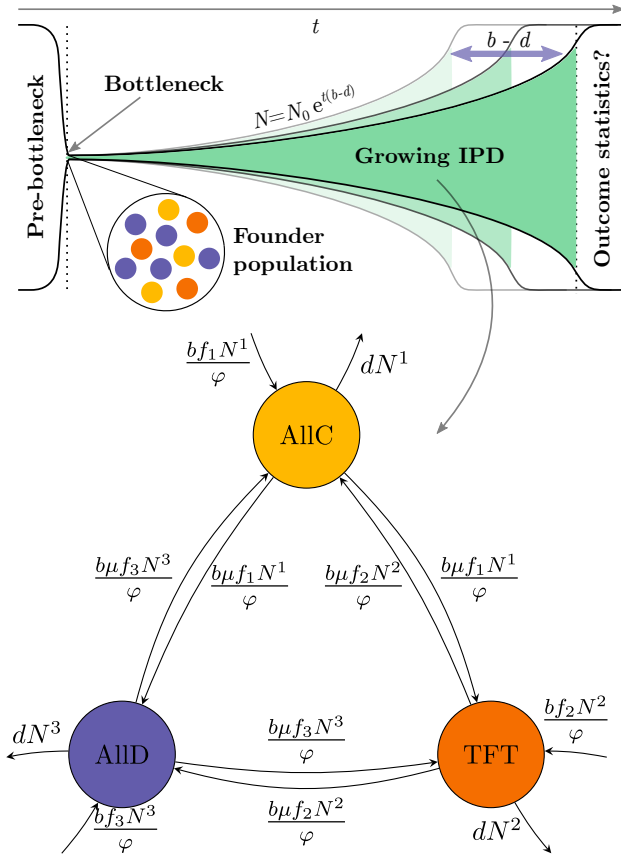 t
b - d
Bottleneck
N=N₀ e^{t(b-d)}
Pre-bottleneck
Growing IPD
Outcome statistics?
Founder
population
bf₁N¹/φ
dN¹
AllC
bμf₃N³/φ
bμf₁N¹/φ
bμf₂N²/φ
bμf₁N¹/φ
dN³
AllD
bμf₃N³/φ
TFT
bf₂N²/φ
bμf₂N²/φ
bf₃N³/φ
dN²